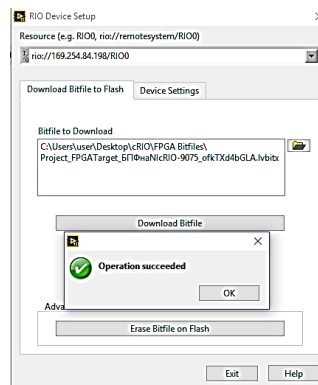 RIO Device Setup
Resource (e.g. RIO0, rio://remotesystem/RIO0)
rio://169.254.84.198/RIO0
Download Bitfile to Flash
Device Settings
Bitfile to Download
C:\Users\user\Desktop\cRIO\FPGA Bitfiles\
Project_FPGATarget_БПФнаNIcRIO-9075_ofkTXd4bGLA.lvbitx
Download Bitfile
Operation succeeded
OK
Adva
Erase Bitfile on Flash
Exit
Help